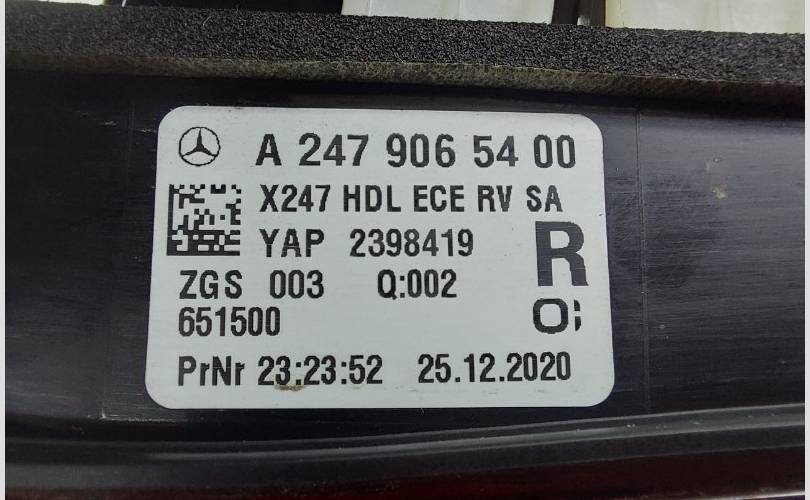 A 247 906 54 00
X247 HDL ECE RV SA
YAP 2398419
R
ZGS 003 Q:002
651500
O;
PrNr 23:23:52 25.12.2020